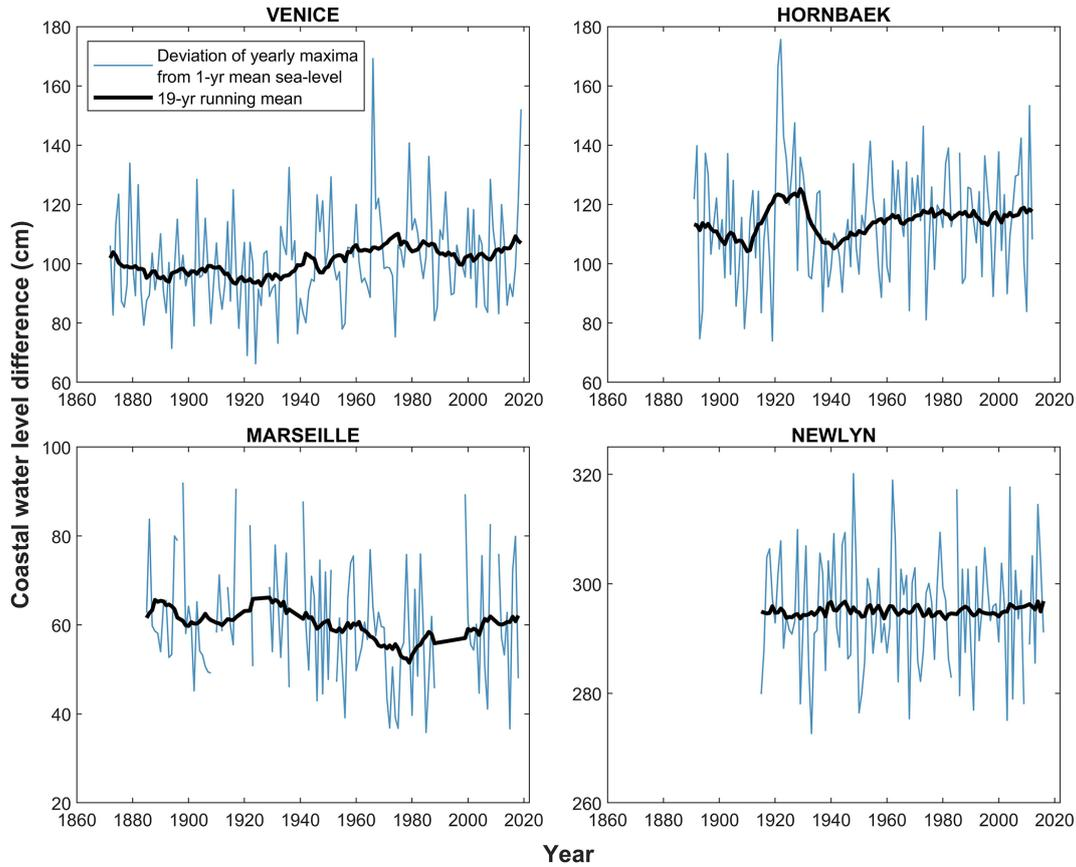 VENICE
HORNBAEK
180
160
140
120
100
80
60
Deviation of yearly maxima
from 1-yr mean sea-level
19-yr running mean
1860 1880 1900 1920 1940 1960 1980 2000 2020
180
160
140
120
100
80
60
1860 1880 1900 1920 1940 1960 1980 2000 2020
Coastal water level difference (cm)
MARSEILLE
NEWLYN
100
80
60
40
20
1860 1880 1900 1920 1940 1960 1980 2000 2020
320
300
280
260
1860 1880 1900 1920 1940 1960 1980 2000 2020
Year